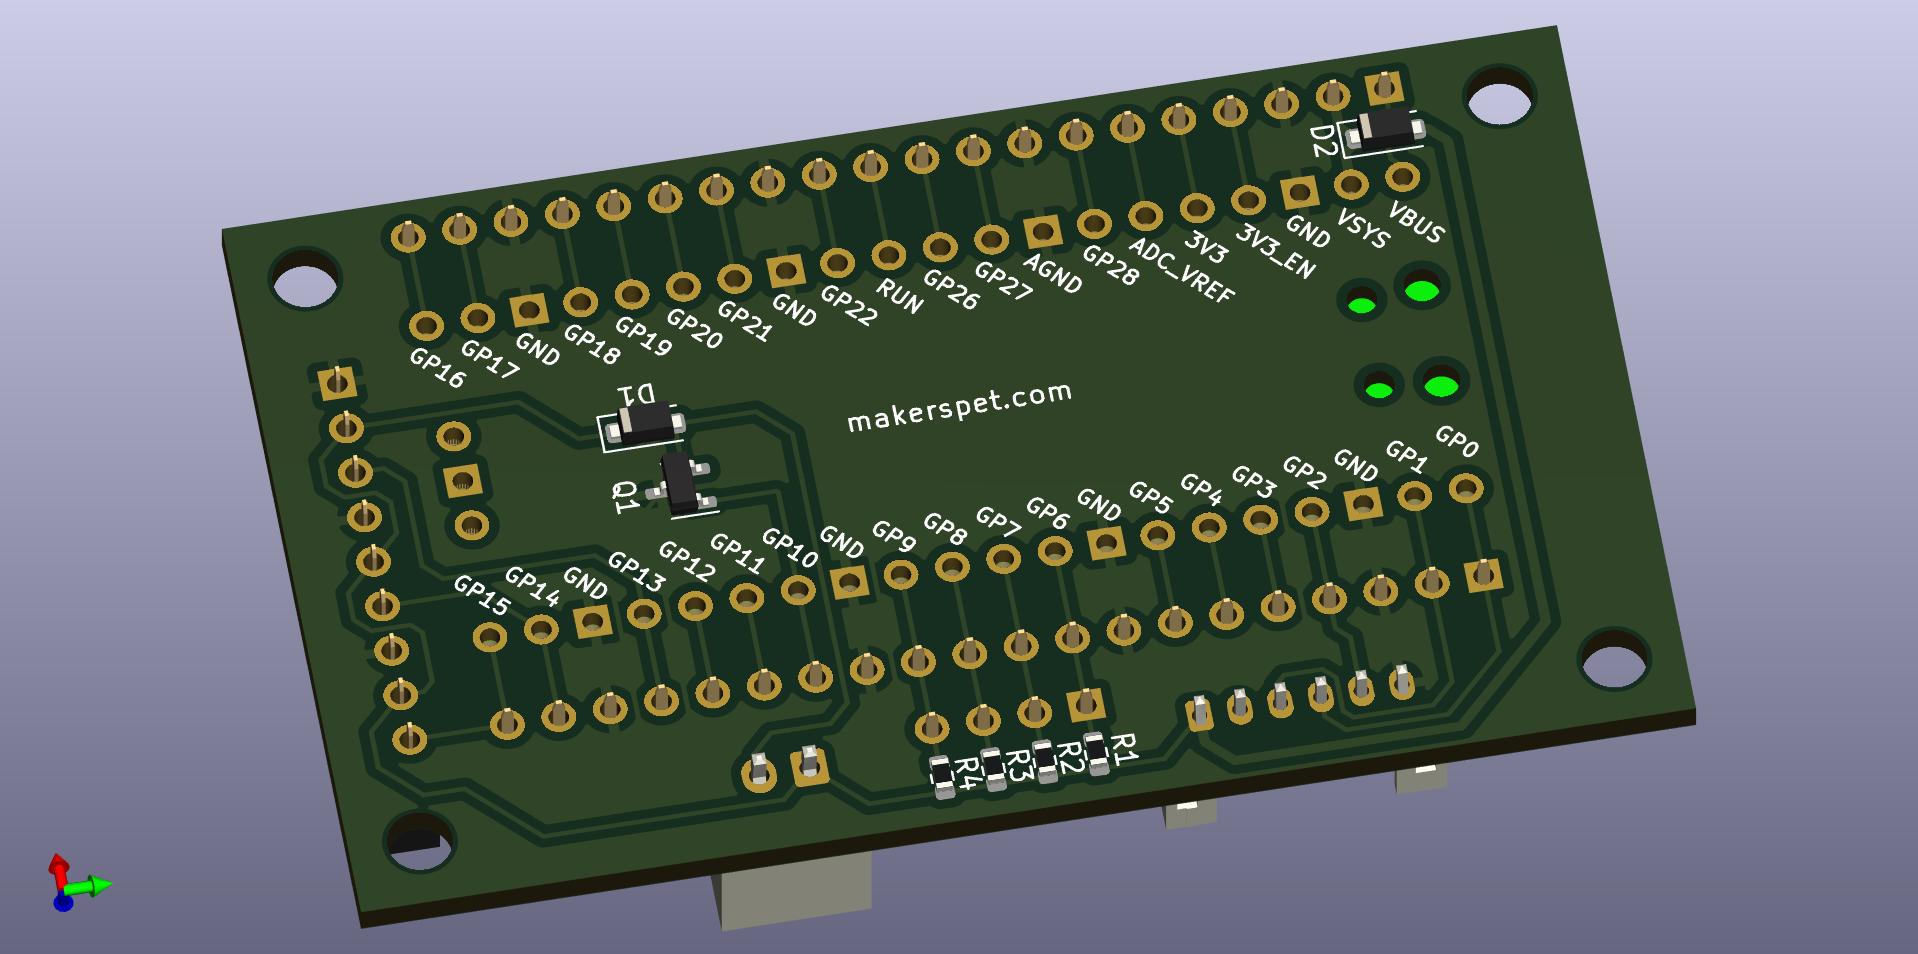 D2
GP16 GP17 GND GP18 GP19 GP20 GP21 GND GP22 RUN GP26 GP27 AGND GP28 ADC_VREF 3V3 3V3_EN GND VSYS VBUS
D1
makerspet.com
Q1
GP15 GP14 GND GP13 GP12 GP11 GP10 GND GP9 GP8 GP7 GP6 GND GP5 GP4 GP3 GP2 GND GP1 GP0
R4 R3 R2 R1